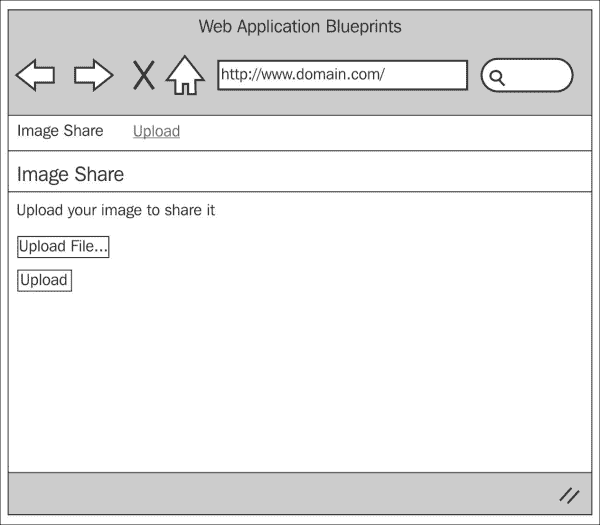 Web Application Blueprints
http://www.domain.com/
Image Share Upload
Image Share
Upload your image to share it
Upload File...
Upload